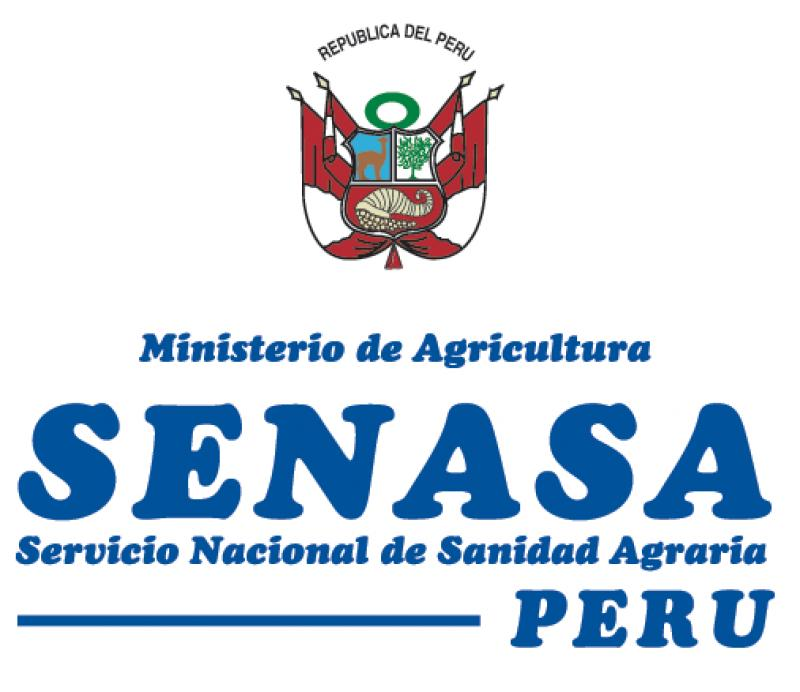 REPUBLICA DEL PERU
Ministerio de Agricultura
SENASA
Servicio Nacional de Sanidad Agraria
PERU